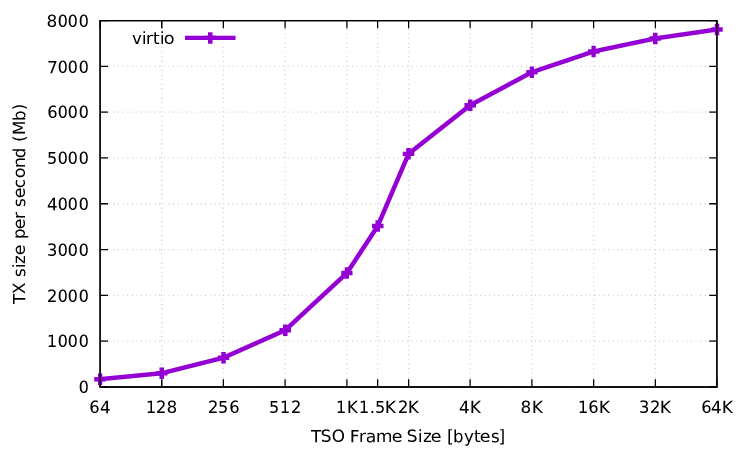 8000
7000
6000
5000
4000
3000
2000
1000
0
TX size per second (Mb)
virtio
64 128 256 512 1K 1.5K 2K 4K 8K 16K 32K 64K
TSO Frame Size [bytes]